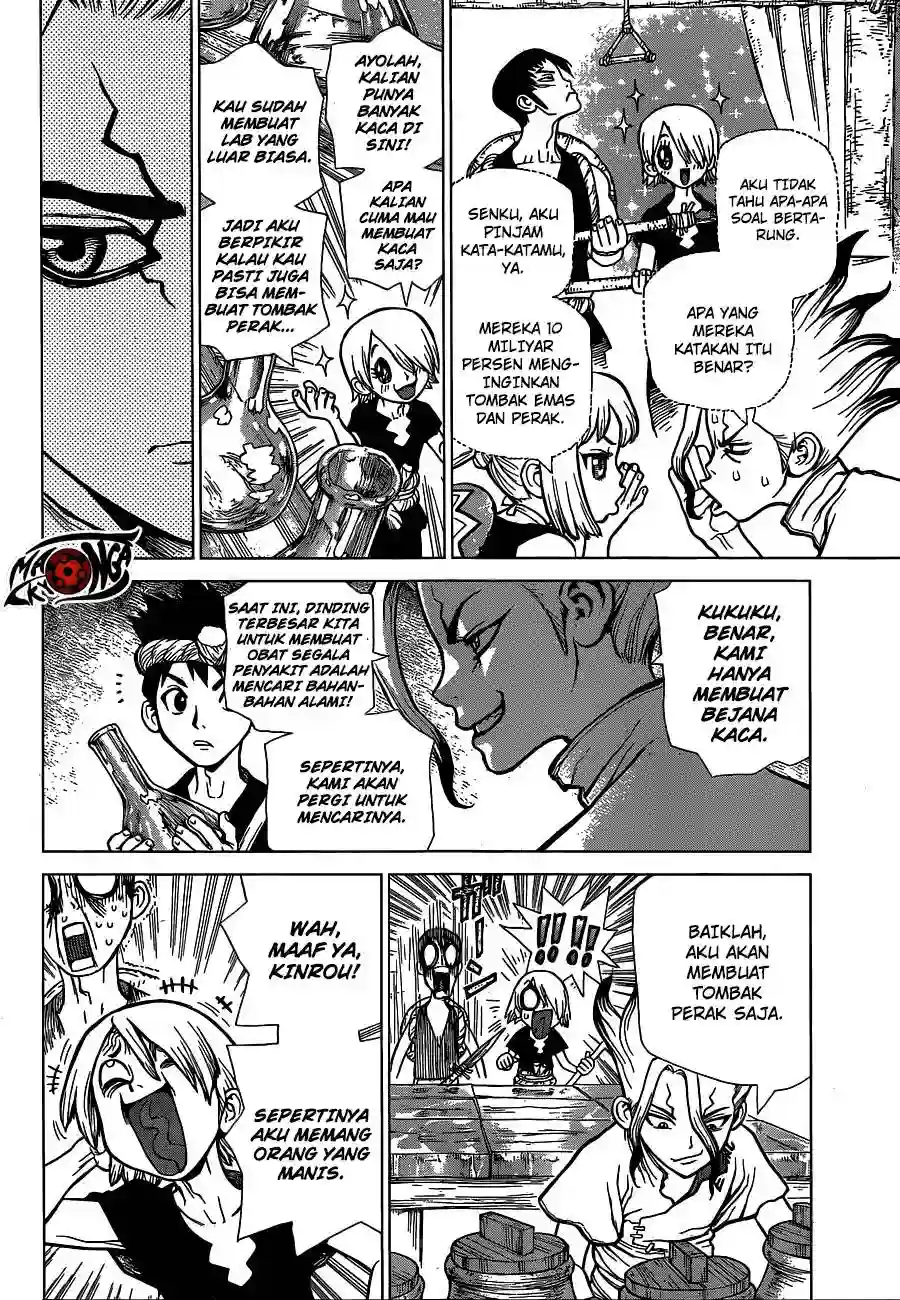 AKU TIDAK
TAHU APA-APA
SOAL BERTA-
RUNG.
APA YANG
MEREKA
KATAKAN ITU
BENAR?
SENKU, AKU
PINJAM
KATA-KATAMU,
YA.
MEREKA 10
MILIYAR
PERSEN MENG-
INGINKAN
TOMBAK EMAS
DAN PERAK.
AYOLAH,
KALIAN
PUNYA
BANYAK
KACA DI
SINI!
APA
KALIAN
CUMA MAU
MEMBUAT
KACA
SAJA?
KAU SUDAH
MEMBUAT
LAB YANG
LUAR BIASA.
JADI AKU
BERPIKIR
KALAU KAU
PASTI JUGA
BISA MEM-
BUAT TOMBAK
PERAK...
MA
KYO
NGA
KUKUKU,
BENAR,
KAMI
HANYA
MEMBUAT
BEJANA
KACA.
SAAT INI, DINDING
TERBESAR KITA
UNTUK MEMBUAT
OBAT SEGALA
PENYAKIT ADALAH
MENCARI BAHAN-
BAHAN ALAMI!
SEPERTINYA,
KAMI AKAN
PERGI UNTUK
MENCARINYA.
BAIKLAH,
AKU AKAN
MEMBUAT
TOMBAK
PERAK SAJA.
!! !! !!
WAH,
MAAF YA,
KINROU!
SEPERTINYA
AKU MEMANG
ORANG YANG
MANIS.